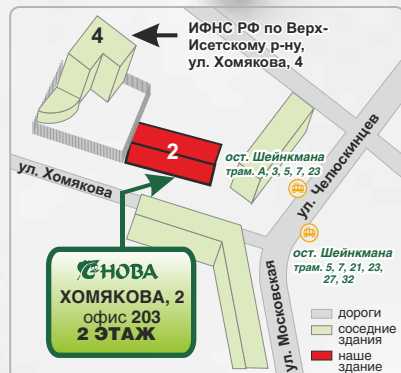 4
ИФНС РФ по Верх-
Исетскому р-ну,
ул. Хомякова, 4
2
ост. Шейнкмана
трам. А, 3, 5, 7, 23
ул. Хомякова
ул. Челюскинцев
СНОВА
ХОМЯКОВА, 2
офис 203
2 ЭТАЖ
ост. Шейнкмана
трам. 5, 7, 21, 23,
27, 32
ул. Московская
дороги
соседние
здания
наше
здание